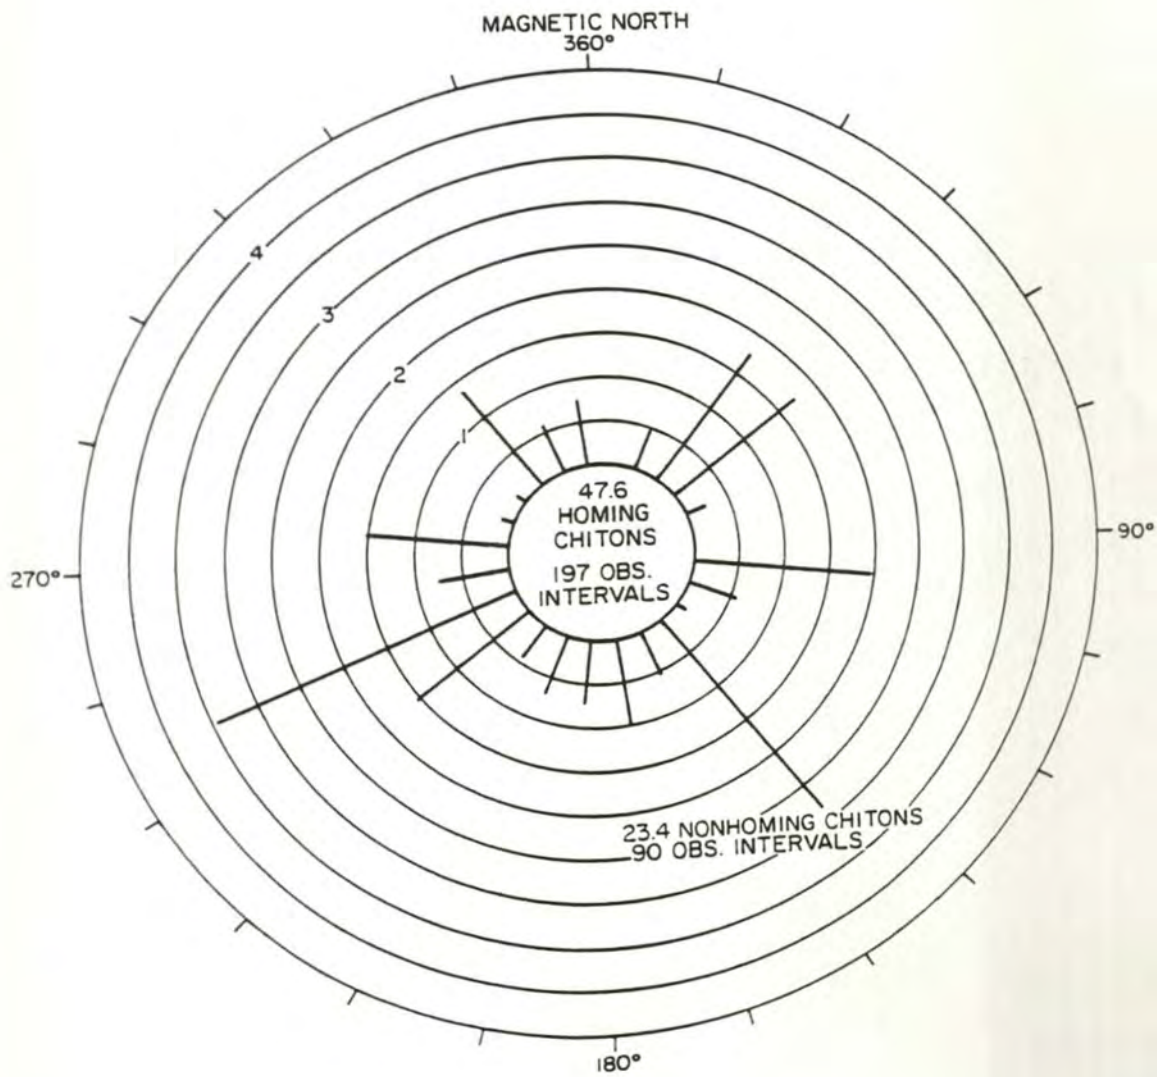 MAGNETIC NORTH
360°
4
3
2
1
47.6
HOMING
CHITONS
197 OBS.
INTERVALS
90°
270°
23.4 NONHOMING CHITONS
90 OBS. INTERVALS
180°